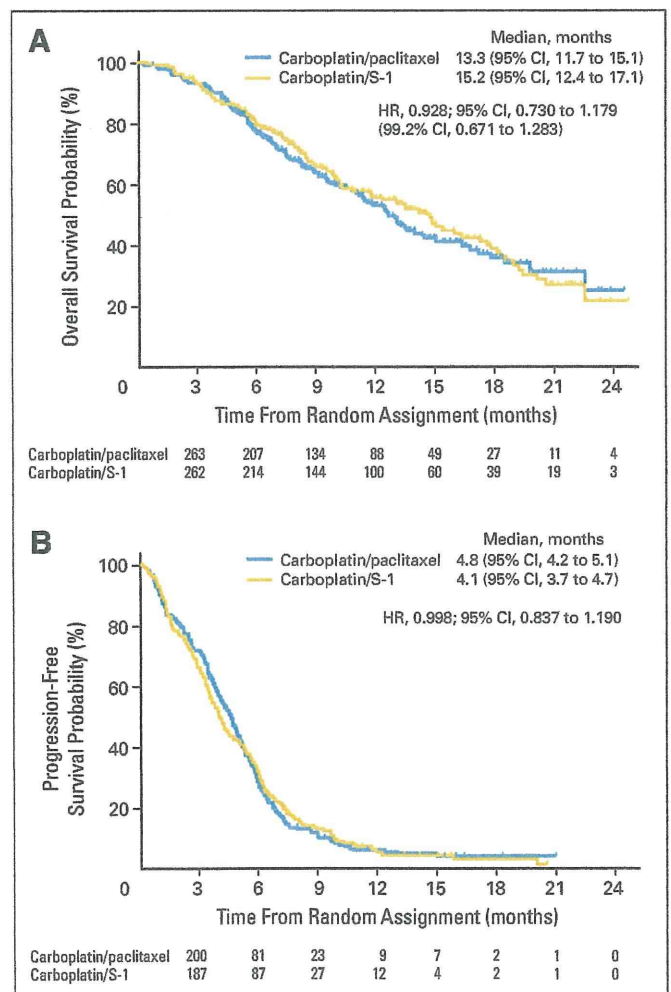 A
Median, months
Carboplatin/paclitaxel 13.3 (95% CI, 11.7 to 15.1)
Carboplatin/S-1 15.2 (95% CI, 12.4 to 17.1)
HR, 0.928; 95% CI, 0.730 to 1.179
(99.2% CI, 0.671 to 1.283)
Overall Survival Probability (%)
100
80
60
40
20
0 3 6 9 12 15 18 21 24
Time From Random Assignment (months)
Carboplatin/paclitaxel 263 207 134 88 49 27 11 4
Carboplatin/S-1 262 214 144 100 60 39 19 3
B
Median, months
Carboplatin/paclitaxel 4.8 (95% CI, 4.2 to 5.1)
Carboplatin/S-1 4.1 (95% CI, 3.7 to 4.7)
HR, 0.998; 95% CI, 0.837 to 1.190
Progression-Free
Survival Probability (%)
100
80
60
40
20
0 3 6 9 12 15 18 21 24
Time From Random Assignment (months)
Carboplatin/paclitaxel 200 81 23 9 7 2 1 0
Carboplatin/S-1 187 87 27 12 4 2 1 0